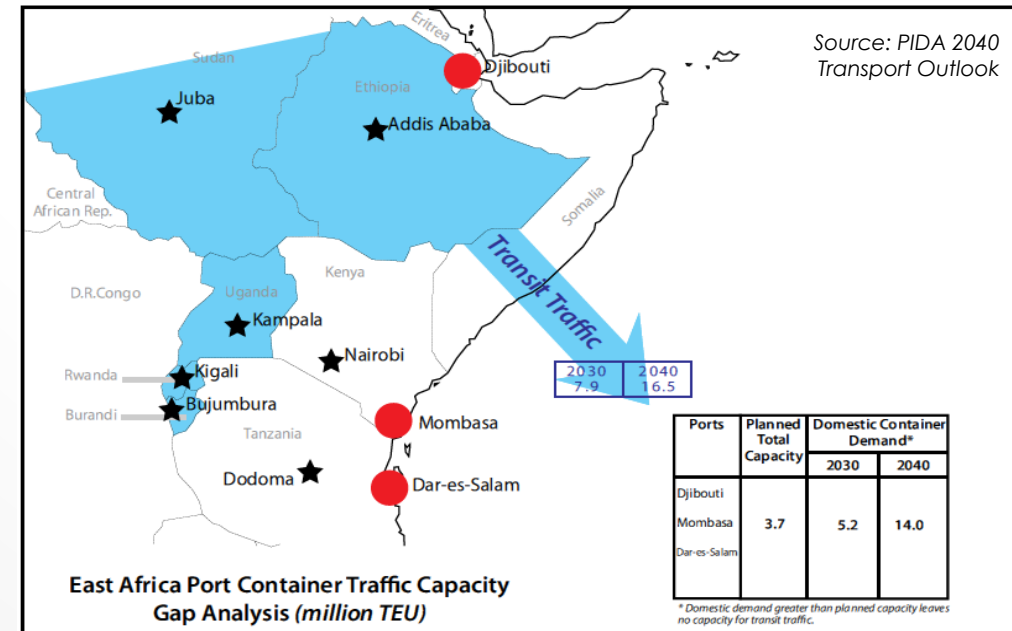 Source: PIDA 2040
Transport Outlook
Eritrea
Djibouti
Sudan
Juba
Ethiopia
Addis Ababa
Central
African Rep.
Somalia
Transit Traffic
Kenya
D.R.Congo
Uganda
Kampala
Nairobi
2030 2040
7.9 16.5
Rwanda
Kigali
Burandi
Bujumbura
Mombasa
Tanzania
Dodoma
Dar-es-Salam
Ports Planned Total Capacity Domestic Container Demand*
2030 2040
Djibouti
Mombasa 3.7 5.2 14.0
Dar-es-Salam
* Domestic demand greater than planned capacity leaves
no capacity for transit traffic.
East Africa Port Container Traffic Capacity
Gap Analysis (million TEU)